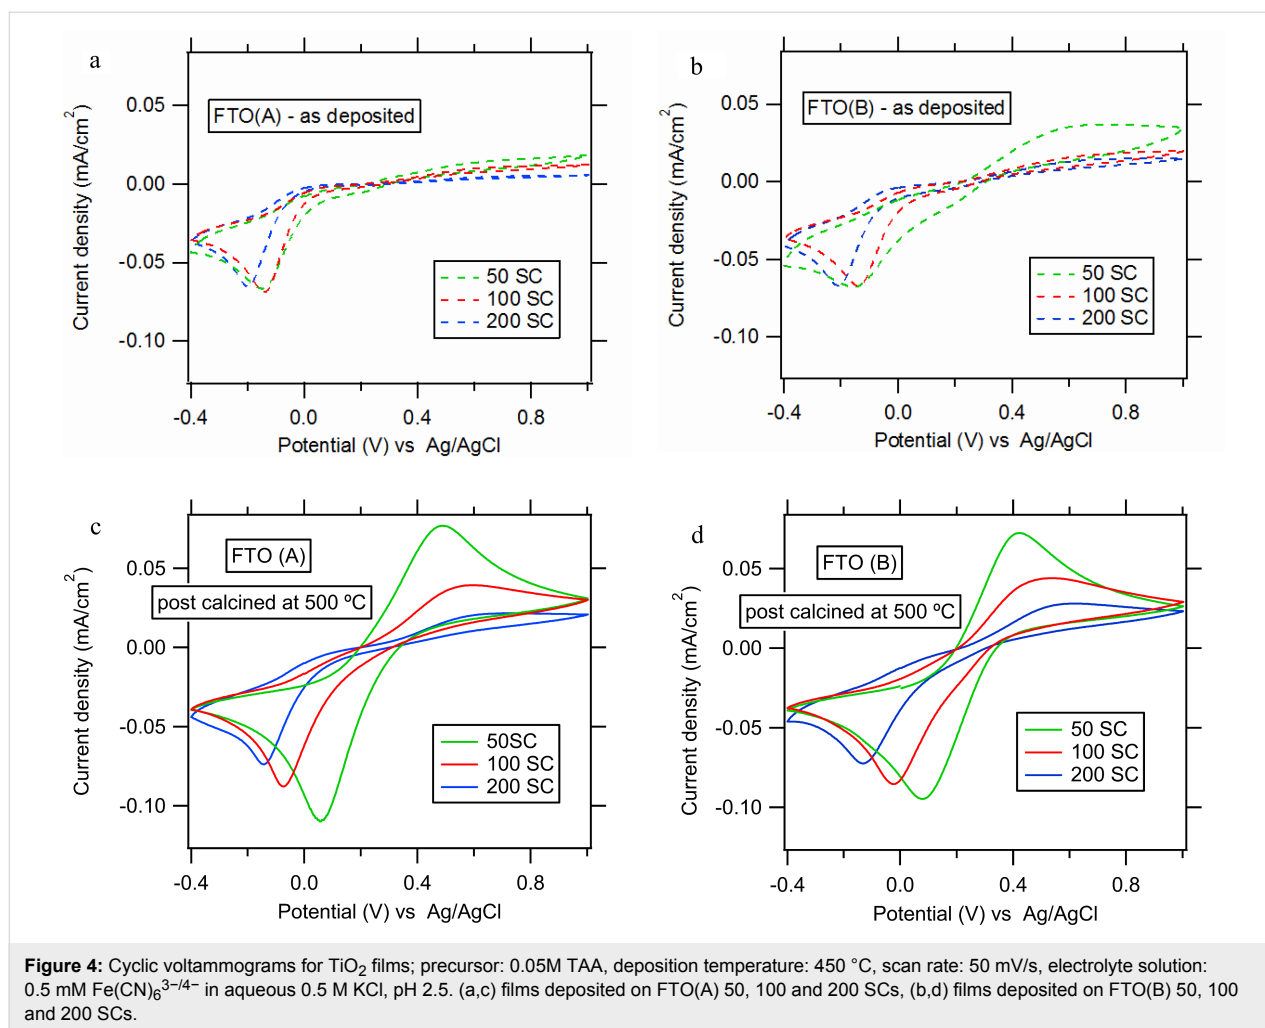 a
FTO(A) - as deposited
0.05
0.00
-0.05
-0.10
Current density (mA/cm2)
50 SC
100 SC
200 SC
-0.4 0.0 0.4 0.8
Potential (V) vs Ag/AgCl
b
FTO(B) - as deposited
0.05
0.00
-0.05
-0.10
Current density (mA/cm2)
50 SC
100 SC
200 SC
-0.4 0.0 0.4 0.8
Potential (V) vs Ag/AgCl
c
FTO (A)
post calcined at 500 ºC
0.05
0.00
-0.05
-0.10
Current density (mA/cm2)
50SC
100 SC
200 SC
-0.4 0.0 0.4 0.8
Potential (V) vs Ag/AgCl
d
FTO (B)
post calcined at 500 ºC
0.05
0.00
-0.05
-0.10
Current density (mA/cm2)
50 SC
100 SC
200 SC
-0.4 0.0 0.4 0.8
Potential (V) vs Ag/AgCl
Figure 4: Cyclic voltammograms for TiO2 films; precursor: 0.05M TAA, deposition temperature: 450 °C, scan rate: 50 mV/s, electrolyte solution:
0.5 mM Fe(CN)6 3−/4− in aqueous 0.5 M KCl, pH 2.5. (a,c) films deposited on FTO(A) 50, 100 and 200 SCs, (b,d) films deposited on FTO(B) 50, 100
and 200 SCs.